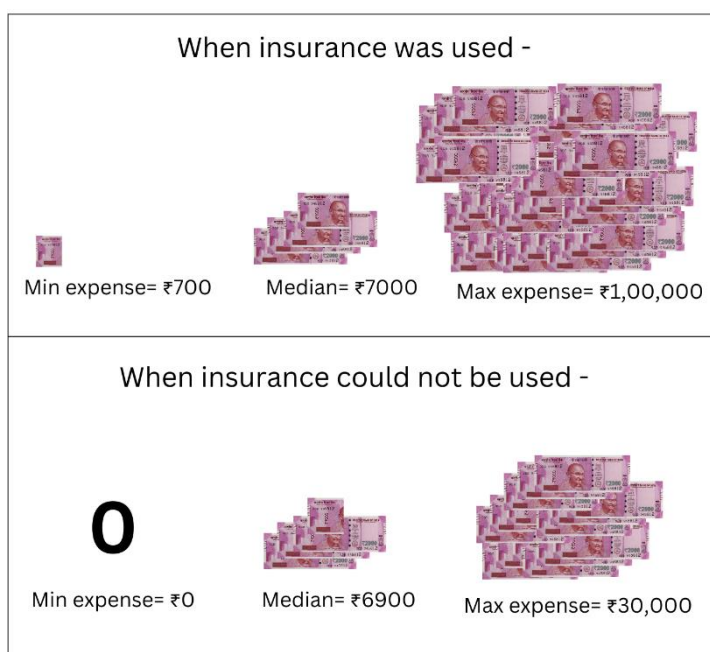 When insurance was used -
Min expense= ₹700
Median= ₹7000
Max expense= ₹1,00,000
When insurance could not be used -
0
Min expense= ₹0
Median= ₹6900
Max expense= ₹30,000